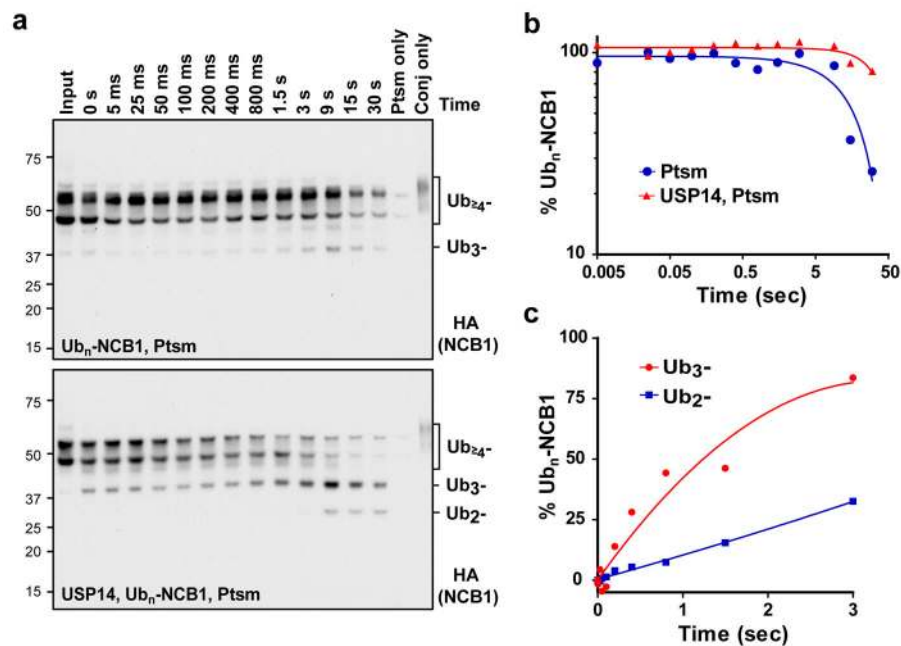 a
Input
0 s
5 ms
25 ms
50 ms
100 ms
200 ms
400 ms
800 ms
1.5 s
3 s
9 s
15 s
30 s
Ptsm only
Conj only
Time
75
50
37
25
20
15
Ub≥4-
Ub3-
HA
(NCB1)
Ubn-NCB1, Ptsm
75
50
37
25
20
15
Ub≥4-
Ub3-
Ub2-
HA
(NCB1)
USP14, Ubn-NCB1, Ptsm
b
% Ubn-NCB1
100
10
Ptsm
USP14, Ptsm
0.005 0.05 0.5 5 50
Time (sec)
c
% Ubn-NCB1
100
75
50
25
0
Ub3-
Ub2-
0 1 2 3
Time (sec)